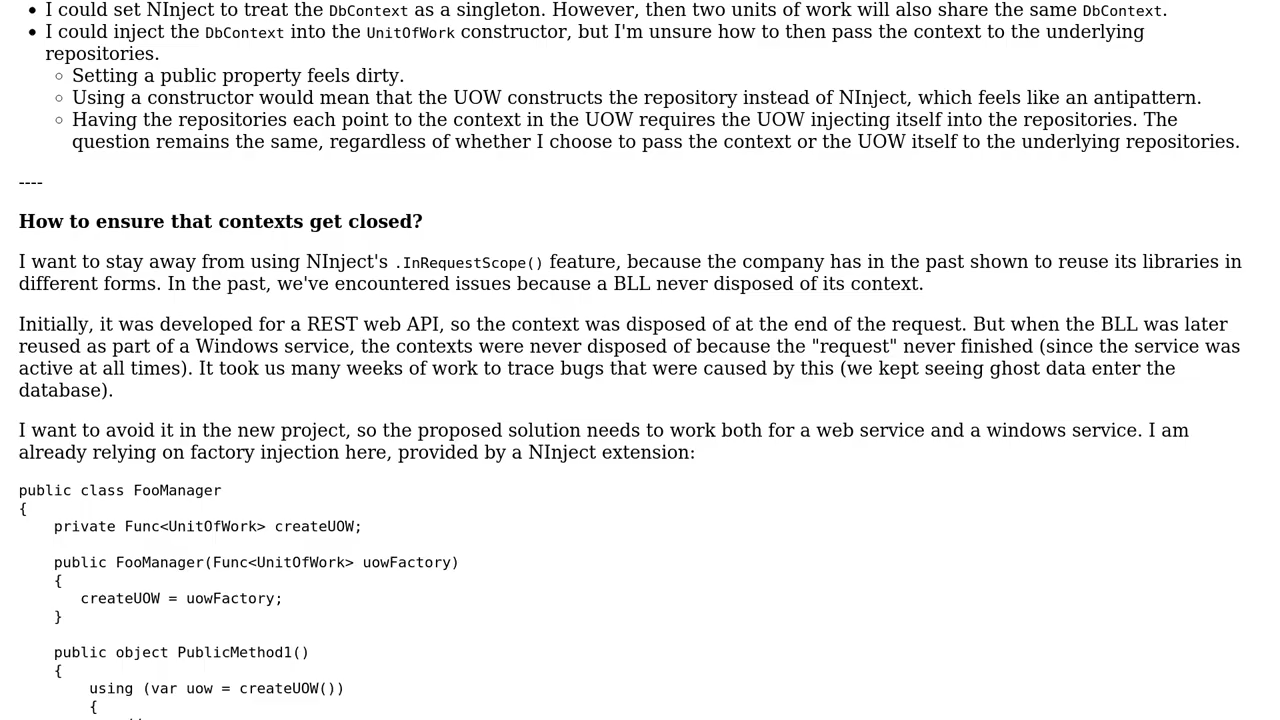 • I could set NInject to treat the DbContext as a singleton. However, then two units of work will also share the same DbContext.
• I could inject the DbContext into the UnitOfWork constructor, but I'm unsure how to then pass the context to the underlying
repositories.
◦ Setting a public property feels dirty.
◦ Using a constructor would mean that the UOW constructs the repository instead of NInject, which feels like an antipattern.
◦ Having the repositories each point to the context in the UOW requires the UOW injecting itself into the repositories. The
question remains the same, regardless of whether I choose to pass the context or the UOW itself to the underlying repositories.
----
How to ensure that contexts get closed?
I want to stay away from using NInject's .InRequestScope() feature, because the company has in the past shown to reuse its libraries in
different forms. In the past, we've encountered issues because a BLL never disposed of its context.
Initially, it was developed for a REST web API, so the context was disposed of at the end of the request. But when the BLL was later
reused as part of a Windows service, the contexts were never disposed of because the "request" never finished (since the service was
active at all times). It took us many weeks of work to trace bugs that were caused by this (we kept seeing ghost data enter the
database).
I want to avoid it in the new project, so the proposed solution needs to work both for a web service and a windows service. I am
already relying on factory injection here, provided by a NInject extension:
public class FooManager
{
    private Func<UnitOfWork> createUOW;
    public FooManager(Func<UnitOfWork> uowFactory)
    {
       createUOW = uowFactory;
    }
    public object PublicMethod1()
    {
        using (var uow = createUOW())
        {